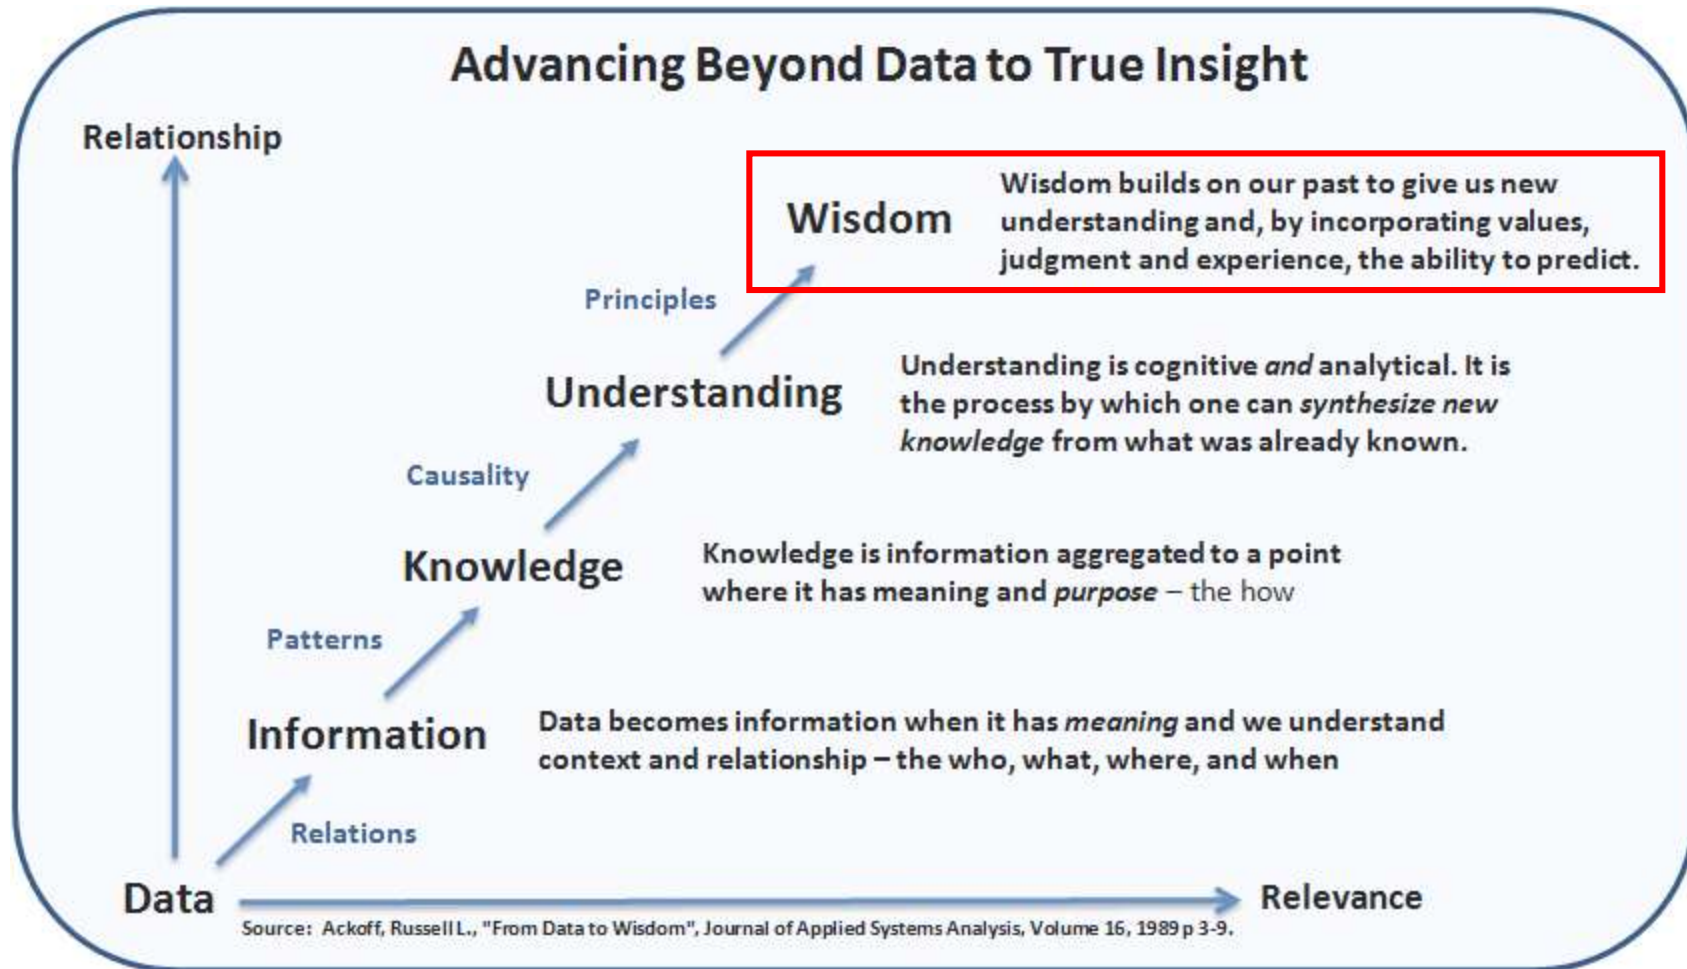 Advancing Beyond Data to True Insight
Relationship
Wisdom
Wisdom builds on our past to give us new
understanding and, by incorporating values,
judgment and experience, the ability to predict.
Principles
Understanding
Understanding is cognitive and analytical. It is
the process by which one can synthesize new
knowledge from what was already known.
Causality
Knowledge
Knowledge is information aggregated to a point
where it has meaning and purpose – the how
Patterns
Information
Data becomes information when it has meaning and we understand
context and relationship – the who, what, where, and when
Relations
Data
Relevance
Source: Ackoff, Russell L., "From Data to Wisdom", Journal of Applied Systems Analysis, Volume 16, 1989 p 3-9.